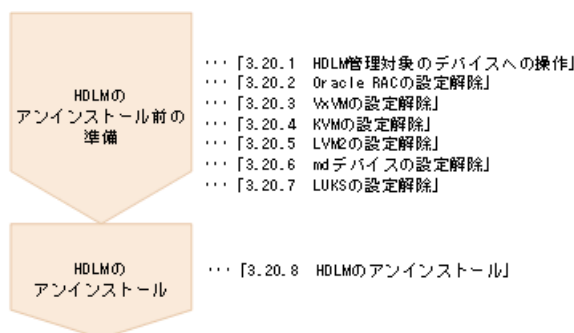 HDLMの
アンインストール前の
準備
･･･「3.20.1 HDLM管理対象のデバイスへの操作」
･･･「3.20.2 Oracle RACの設定解除」
･･･「3.20.3 VxVMの設定解除」
･･･「3.20.4 KVMの設定解除」
･･･「3.20.5 LVM2の設定解除」
･･･「3.20.6 mdデバイスの設定解除」
･･･「3.20.7 LUKSの設定解除」
HDLMの
アンインストール
･･･「3.20.8 HDLMのアンインストール」